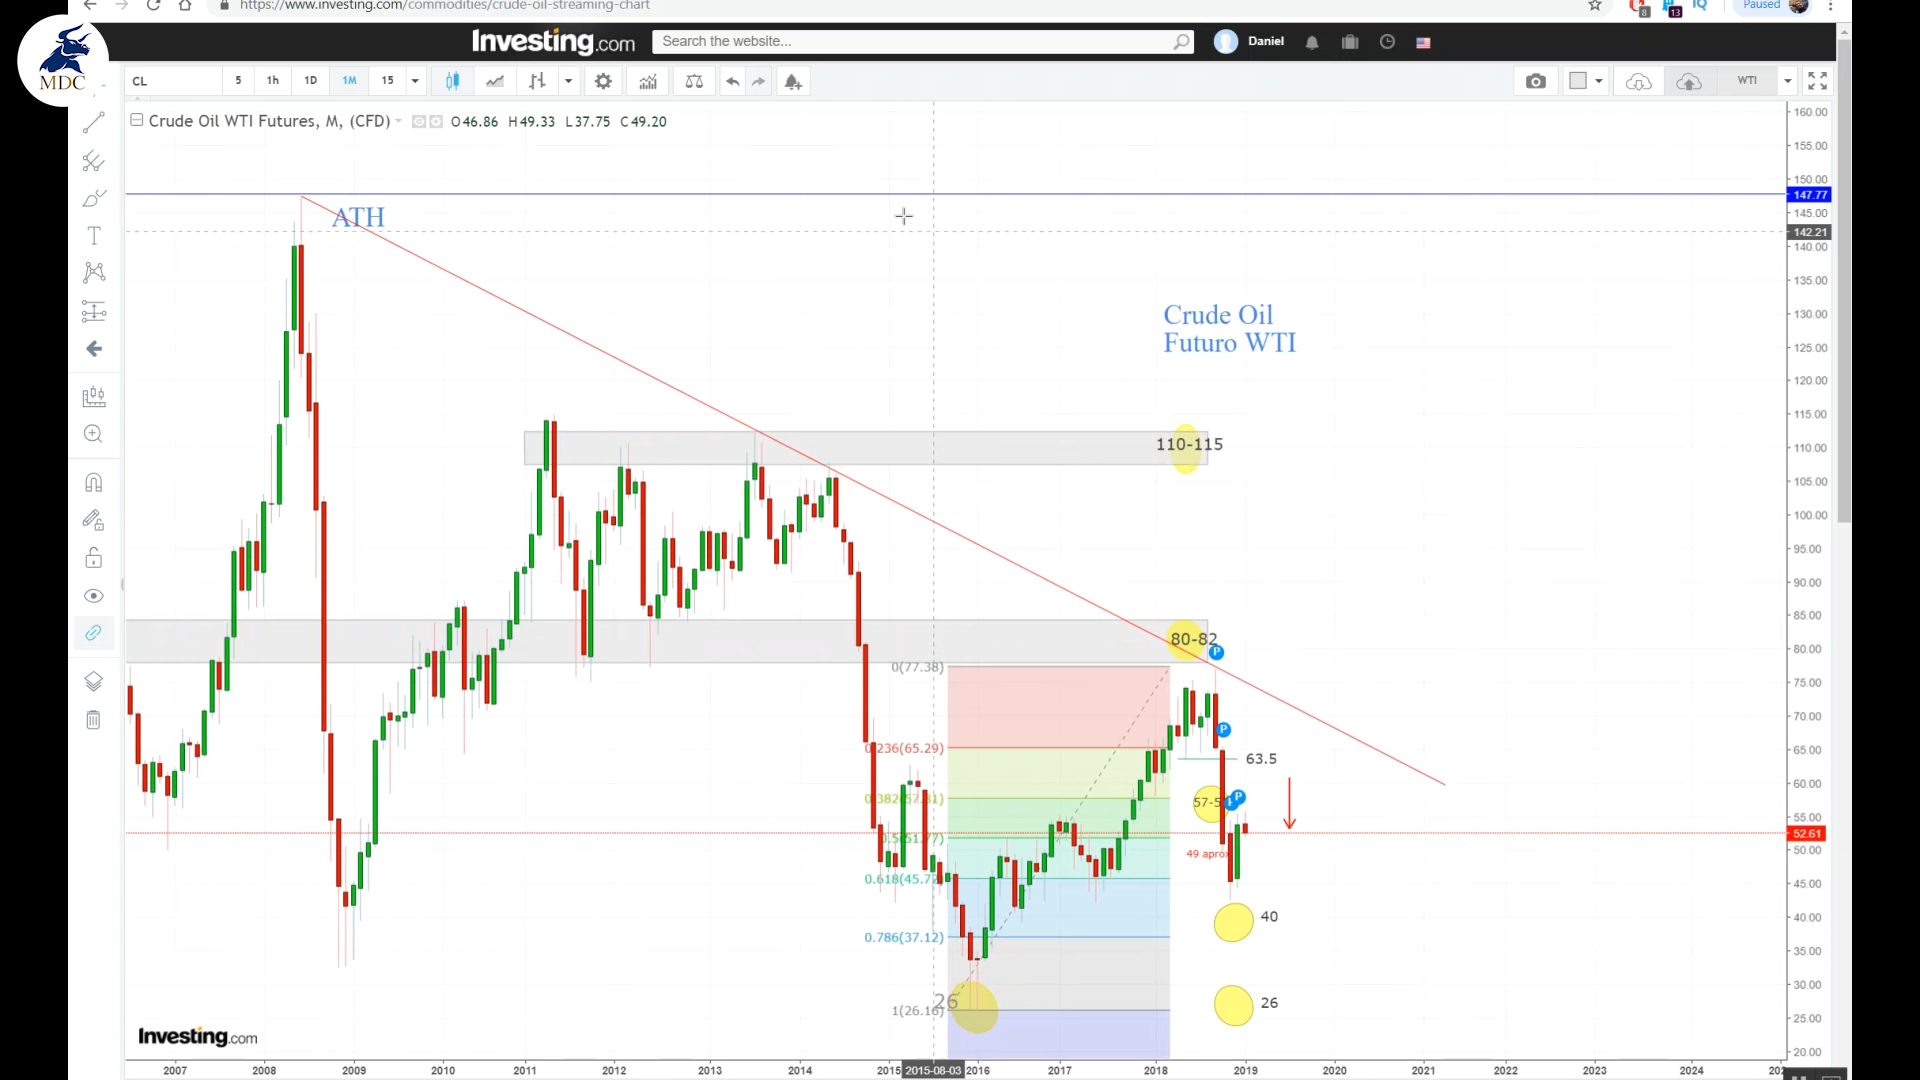 https://www.investing.com/commodities/crude-oil-streaming-chart
Paused
8
13
IQ
MDC
Investing.com
Search the website...
Daniel
CL
5
1h
1D
1M
15
WTI
Crude Oil WTI Futures, M, (CFD)
O46.86 H49.33 L37.75 C49.20
160.00
155.00
150.00
147.77
145.00
142.21
140.00
135.00
130.00
125.00
120.00
115.00
110.00
105.00
100.00
95.00
90.00
85.00
80.00
75.00
70.00
65.00
60.00
55.00
52.61
50.00
45.00
40.00
35.00
30.00
25.00
20.00
ATH
Crude Oil
Futuro WTI
110-115
80-82
P
0(77.38)
P
0.236(65.29)
63.5
P
49 apro
0.786(37.12)
40
26
26
1(26.16)
Investing.com
2007
2008
2009
2010
2011
2012
2013
2014
2015
2015-08-03
2016
2017
2018
2019
2020
2021
2022
2023
2024